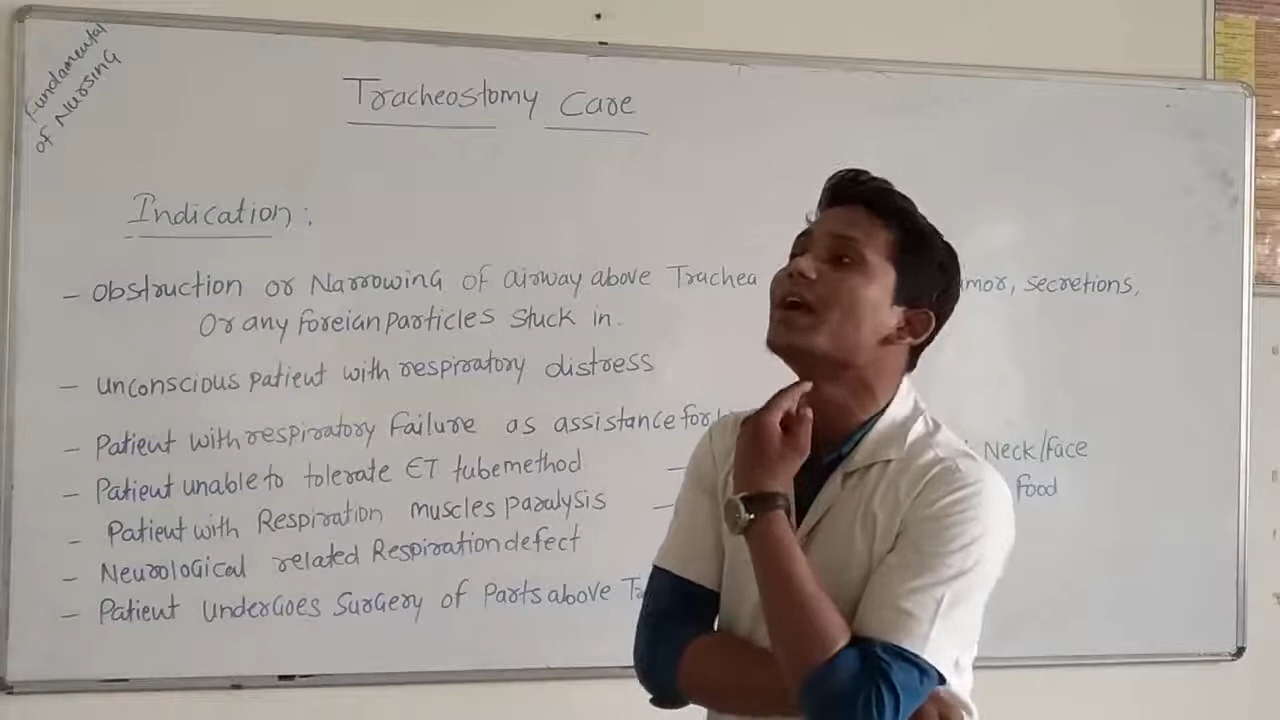 Fundamental
of Nursing
Tracheostomy Care
Indication:
- Obstruction or Narrowing of airway above Trachea mor, secretions,
Or any foreian particles stuck in.
- unconscious patient with respiratory distress
- Patient with respiratory failure as assistance for
- Patient unable to tolerate ET tube method
- Neck/Face
- Patient with Respiration muscles paralysis
- Food
- Neurological related Respiration defect
- Patient undergoes surgery of Parts above